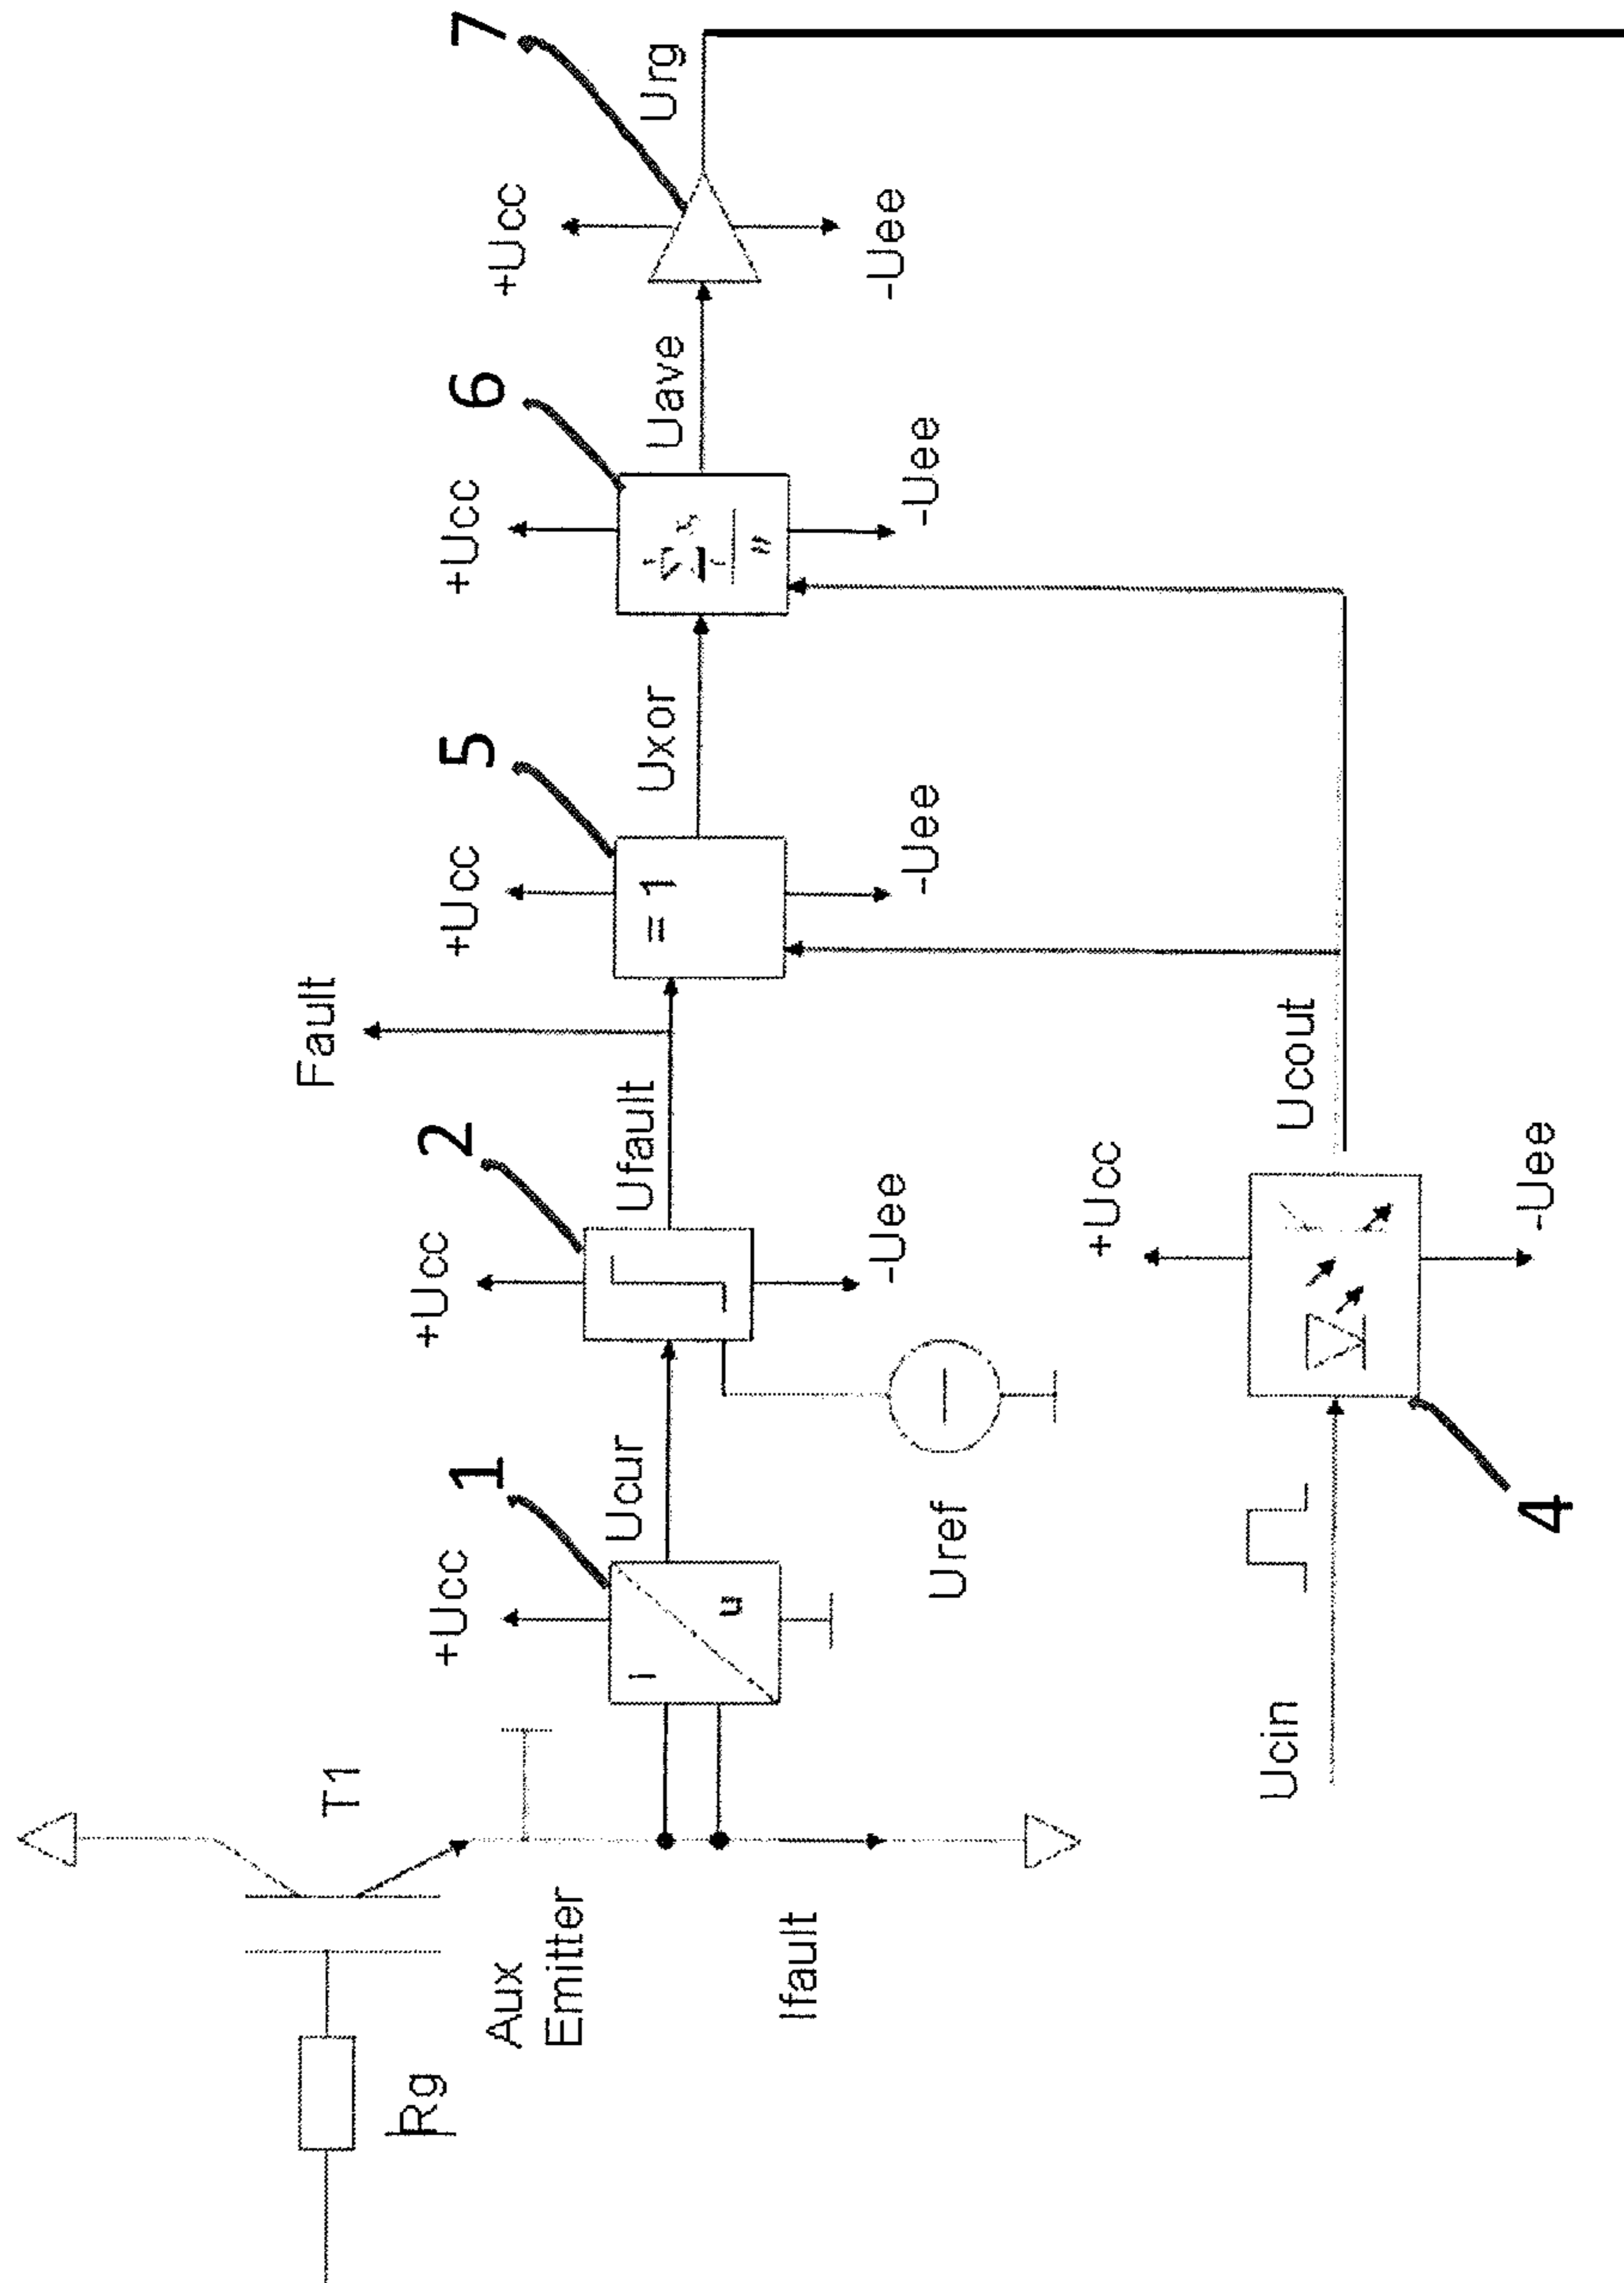 T1
Rg
Aux
Emitter
Ifault
+Ucc
1
i
u
Ucur
Uref
+Ucc
2
-Uee
Ufault
Fault
+Ucc
5
= 1
-Uee
Uxor
+Ucc
6
n
-Uee
Uave
+Ucc
7
-Uee
Urg
Ucin
4
+Ucc
-Uee
Ucout